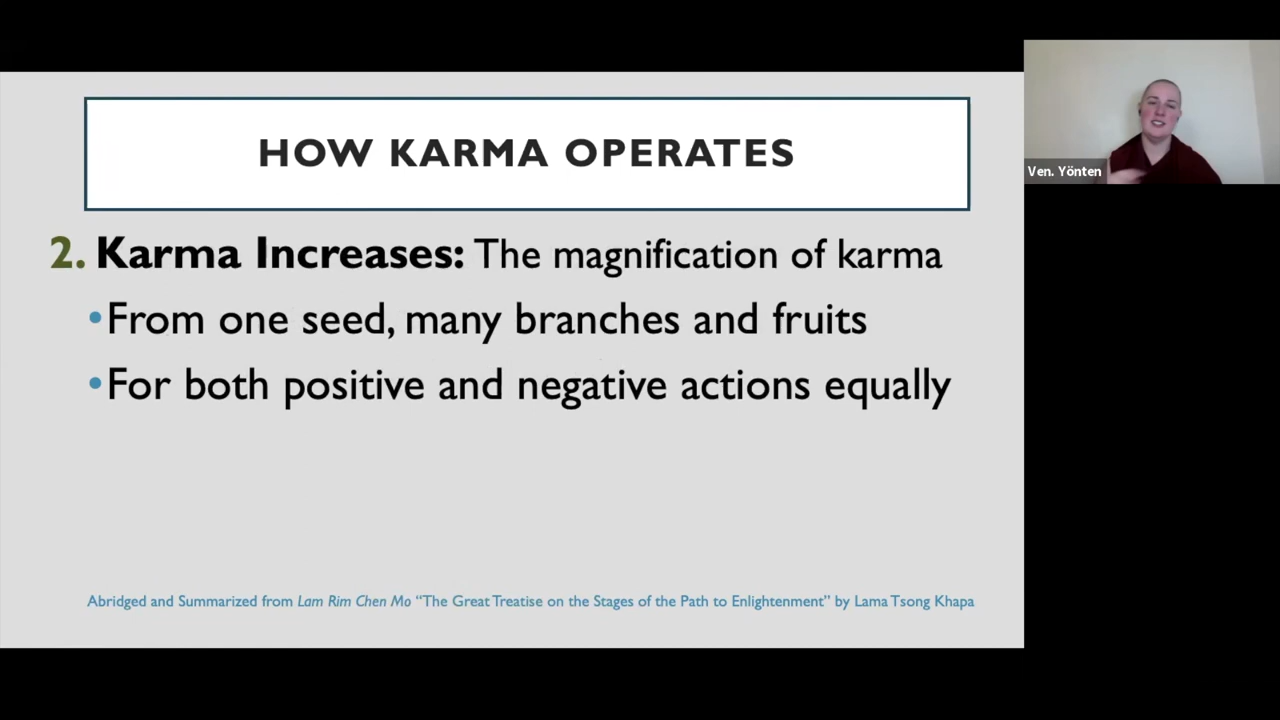 HOW KARMA OPERATES
2. Karma Increases: The magnification of karma
•From one seed, many branches and fruits
•For both positive and negative actions equally
Abridged and Summarized from Lam Rim Chen Mo “The Great Treatise on the Stages of the Path to Enlightenment” by Lama Tsong Khapa
Ven. Yönten